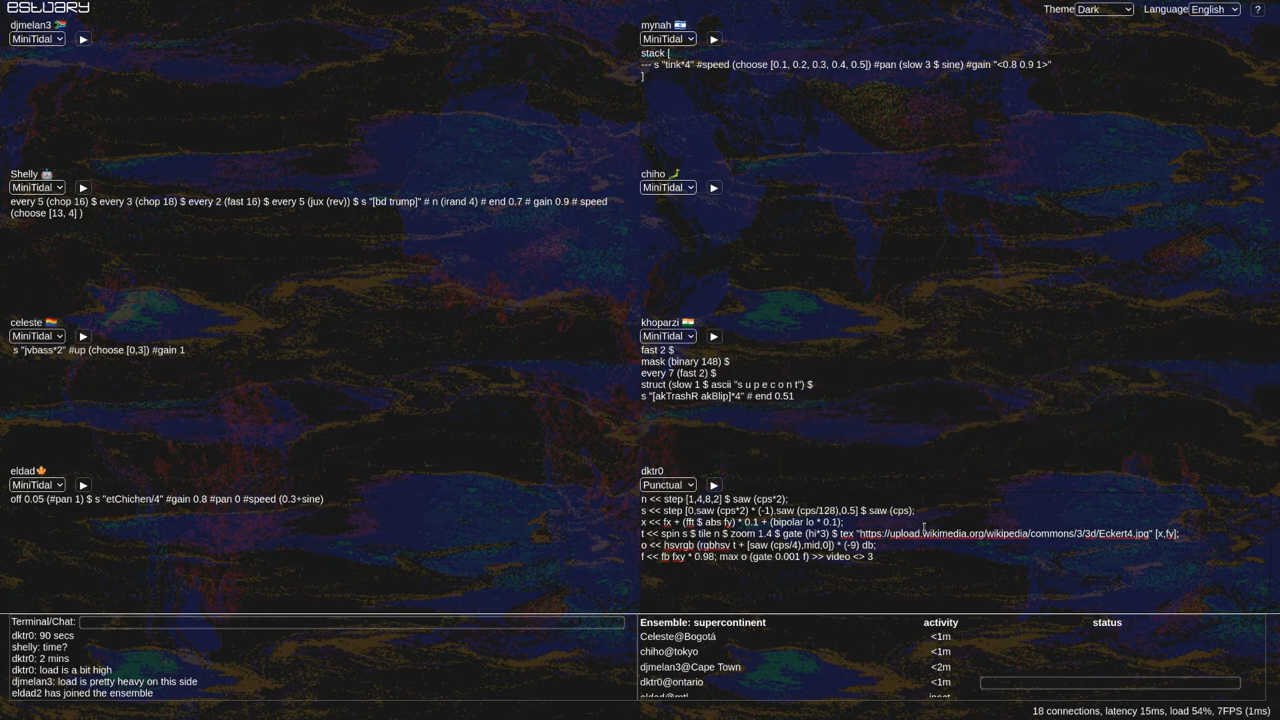 estuary
Theme Dark Language English ?
djmelan3
MiniTidal
mynah
MiniTidal
stack [
--- s "tink*4" #speed (choose [0.1, 0.2, 0.3, 0.4, 0.5]) #pan (slow 3 $ sine) #gain "<0.8 0.9 1>"
]
Shelly
MiniTidal
every 5 (chop 16) $ every 3 (chop 18) $ every 2 (fast 16) $ every 5 (jux (rev)) $ s "[bd trump]" # n (irand 4) # end 0.7 # gain 0.9 # speed
(choose [13, 4] )
chiho
MiniTidal
celeste
MiniTidal
s "jvbass*2" #up (choose [0,3]) #gain 1
khoparzi
MiniTidal
fast 2 $
mask (binary 148) $
every 7 (fast 2) $
struct (slow 1 $ ascii "s u p e c o n t") $
s "[akTrashR akBlip]*4" # end 0.51
eldad
MiniTidal
off 0.05 (#pan 1) $ s "etChichen/4" #gain 0.8 #pan 0 #speed (0.3+sine)
dktr0
Punctual
n << step [1,4,8,2] $ saw (cps*2);
s << step [0,saw (cps*2) * (-1),saw (cps/128),0.5] $ saw (cps);
x << fx + (fft $ abs fy) * 0.1 + (bipolar lo * 0.1);
t << spin s $ tile n $ zoom 1.4 $ gate (hi*3) $ tex "https://upload.wikimedia.org/wikipedia/commons/3/3d/Eckert4.jpg" [x,fy];
o << hsvrgb (rgbhsv t + [saw (cps/4),mid,0]) * (-9) db;
f << fb fxy * 0.98; max o (gate 0.001 f) >> video <> 3
Terminal/Chat:
dktr0: 90 secs
shelly: time?
dktr0: 2 mins
dktr0: load is a bit high
djmelan3: load is pretty heavy on this side
eldad2 has joined the ensemble
Ensemble: supercontinent activity status
Celeste@Bogotá <1m
chiho@tokyo <1m
djmelan3@Cape Town <2m
dktr0@ontario <1m
18 connections, latency 15ms, load 54%, 7FPS (1ms)